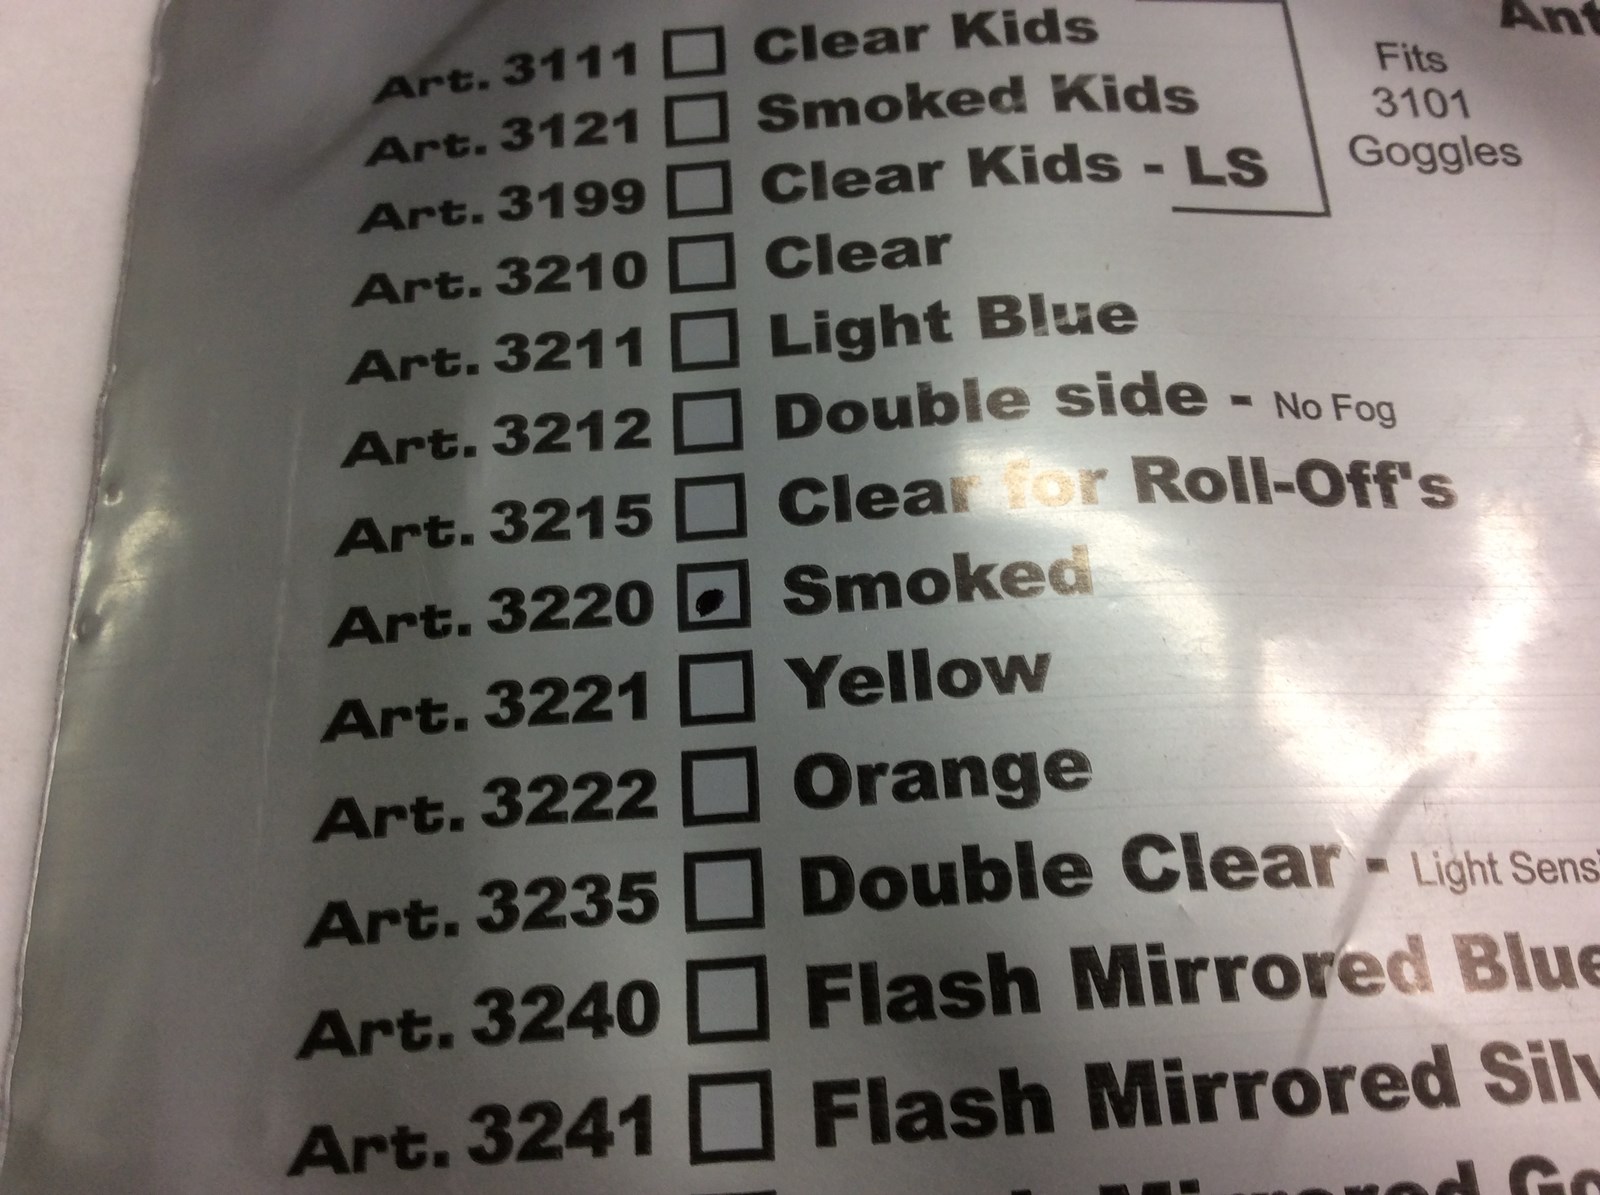 Art. 3111 Clear Kids
Art. 3121 Smoked Kids
Art. 3199 Clear Kids - LS
Fits
3101
Goggles
Art. 3210 Clear
Art. 3211 Light Blue
Art. 3212 Double side - No Fog
Art. 3215 Clear for Roll-Off's
Art. 3220 Smoked
Art. 3221 Yellow
Art. 3222 Orange
Art. 3235 Double Clear - Light
Art. 3240 Flash Mirrored Blue
Art. 3241 Flash Mirrored
Mirrored